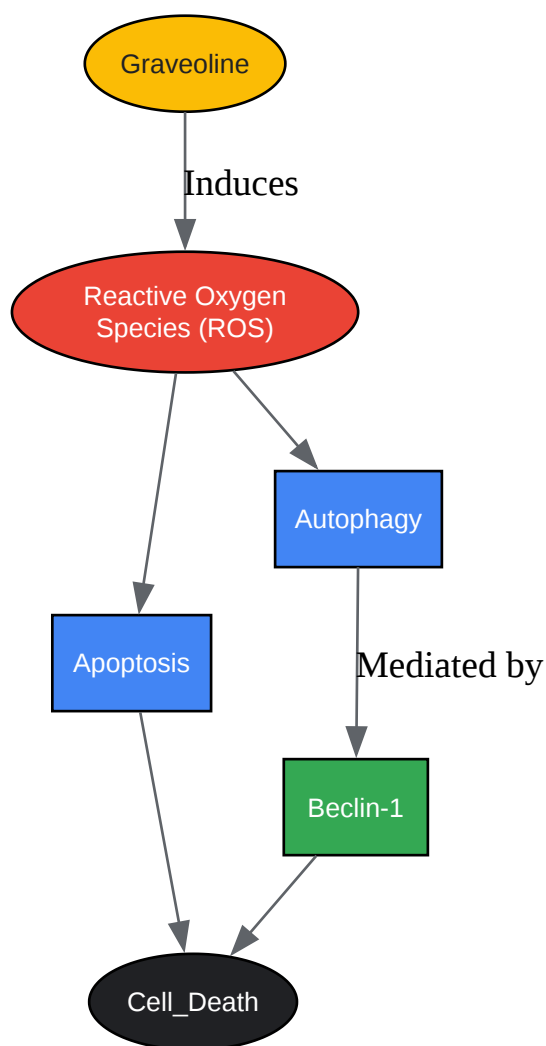 Graveoline
Induces
Reactive Oxygen
Species (ROS)
Autophagy
Apoptosis
Mediated by
Beclin-1
Cell_Death